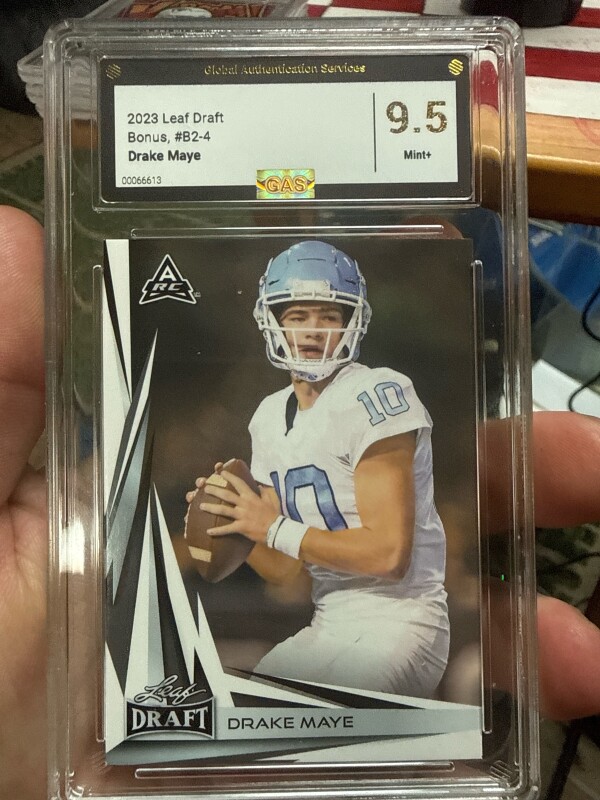 Global Authentication Services
2023 Leaf Draft
Bonus, #B2-4
Drake Maye
00066613
9.5
Mint+
GAS
A
RC
10
10
Leaf
DRAFT
DRAKE MAYE